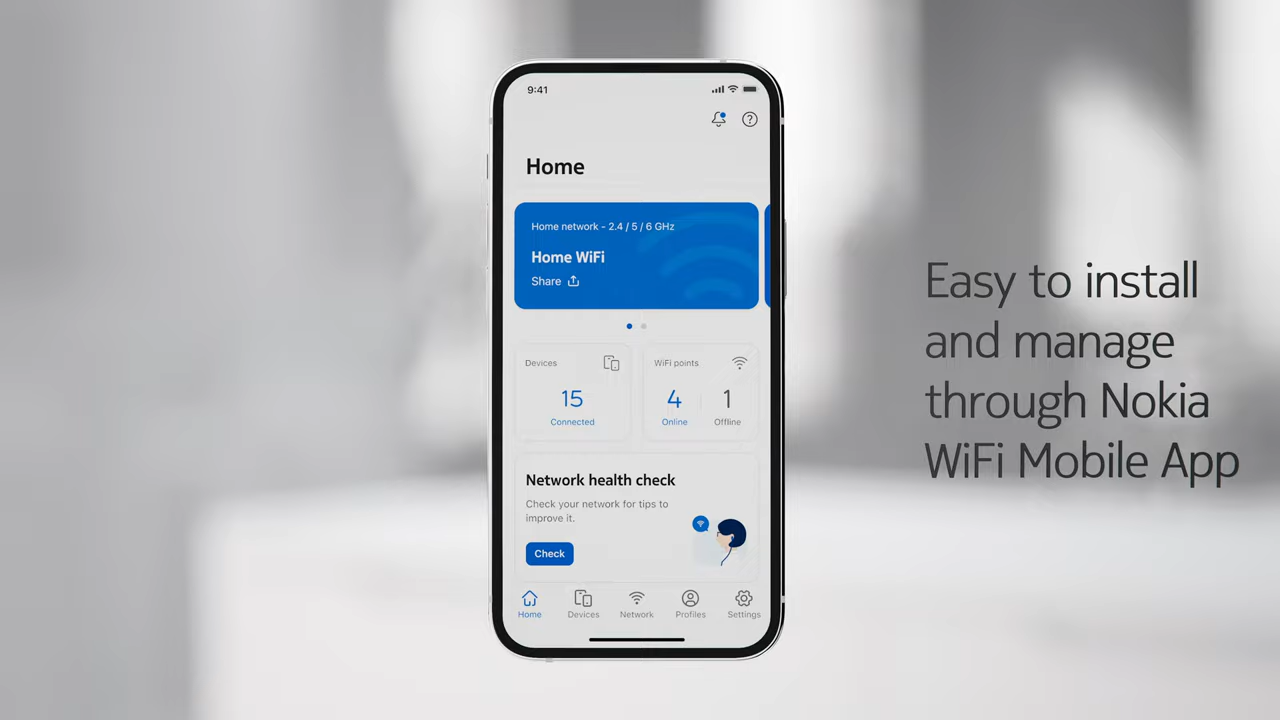 9:41
Home
Home network - 2.4 / 5 / 6 GHz
Home WiFi
Share
Devices
15
Connected
WiFi points
4
Online
1
Offline
Network health check
Check your network for tips to
improve it.
Check
Home
Devices
Network
Profiles
Settings
Easy to install
and manage
through Nokia
WiFi Mobile App